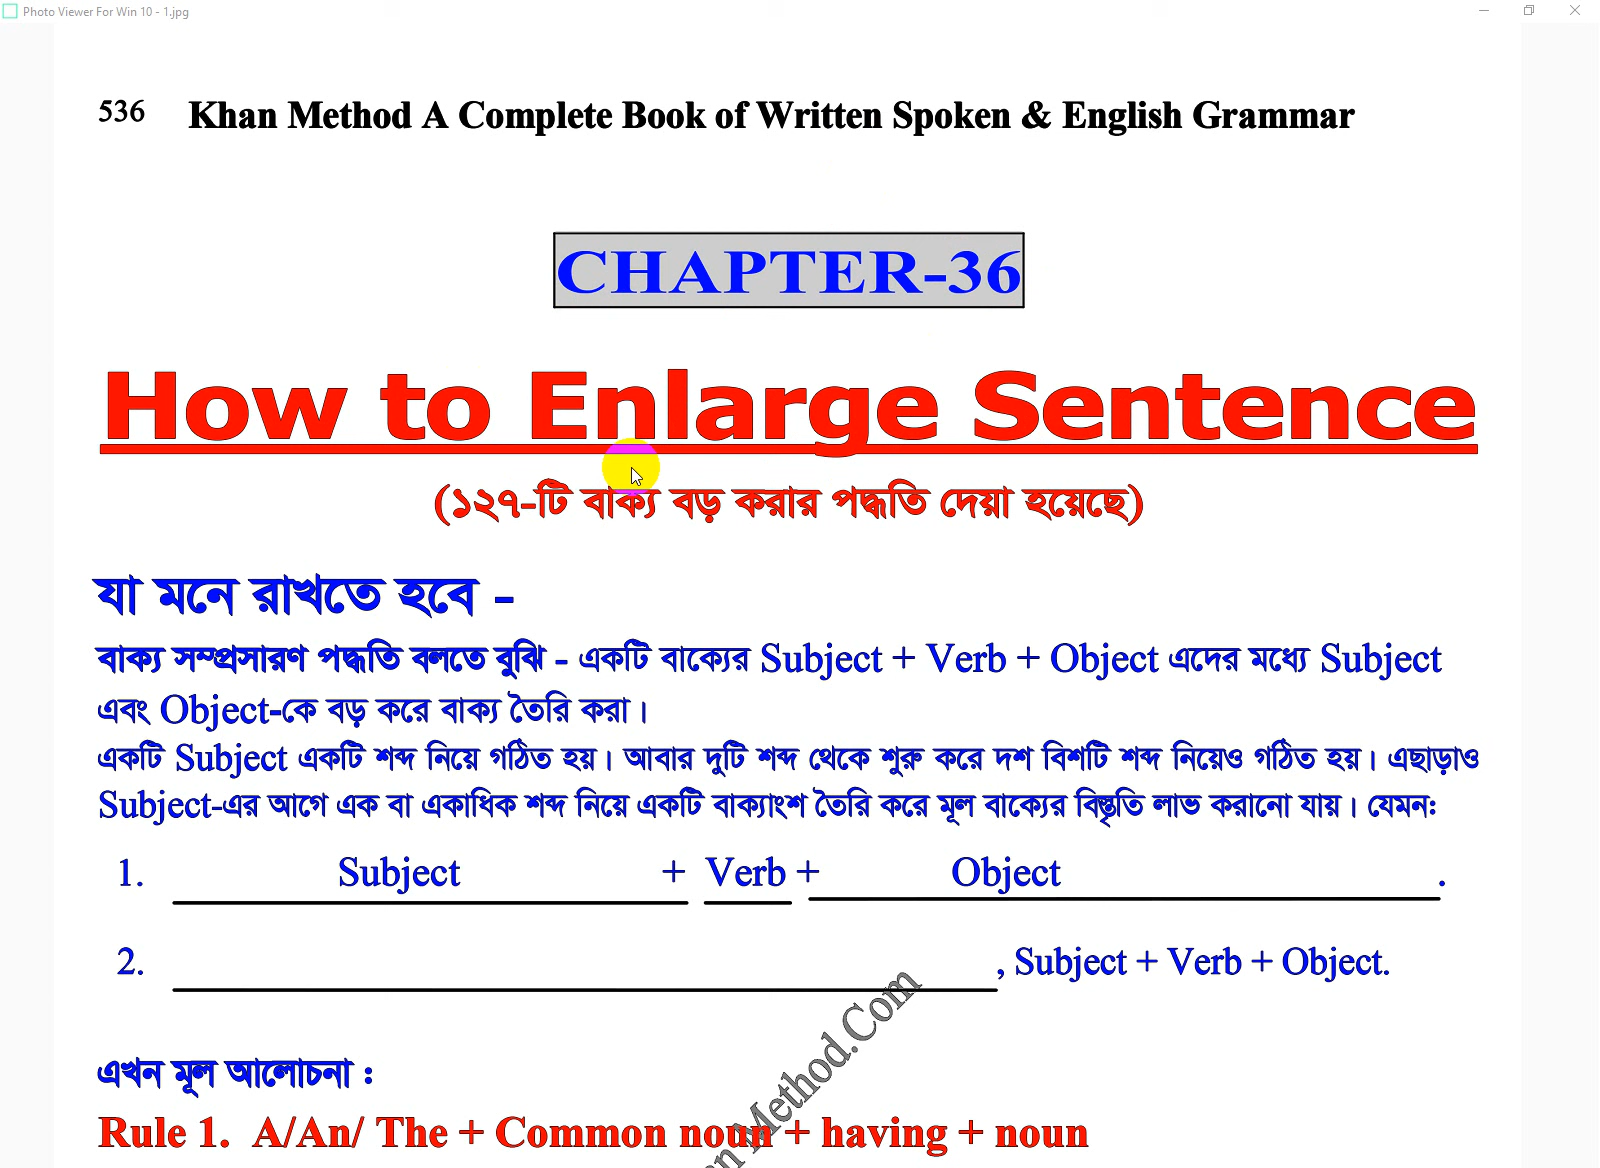 Photo Viewer For Win 10 - 1.jpg
536 Khan Method A Complete Book of Written Spoken & English Grammar
CHAPTER-36
How to Enlarge Sentence
(১২৭-টি বাক্য বড় করার পদ্ধতি দেয়া হয়েছে)
যা মনে রাখতে হবে -
বাক্য সম্প্রসারণ পদ্ধতি বলতে বুঝি - একটি বাক্যের Subject + Verb + Object এদের মধ্যে Subject
এবং Object-কে বড় করে বাক্য তৈরি করা।
একটি Subject একটি শব্দ নিয়ে গঠিত হয়। আবার দুটি শব্দ থেকে শুরু করে দশ বিশটি শব্দ নিয়েও গঠিত হয়। এছাড়াও
Subject-এর আগে এক বা একাধিক শব্দ নিয়ে একটি বাক্যাংশ তৈরি করে মূল বাক্যের বিস্তৃতি লাভ করানো যায়। যেমনঃ
1. Subject + Verb + Object .
2. , Subject + Verb + Object.
এখন মূল আলোচনা :
Rule 1. A/An/ The + Common noun + having + noun
n Method.Com